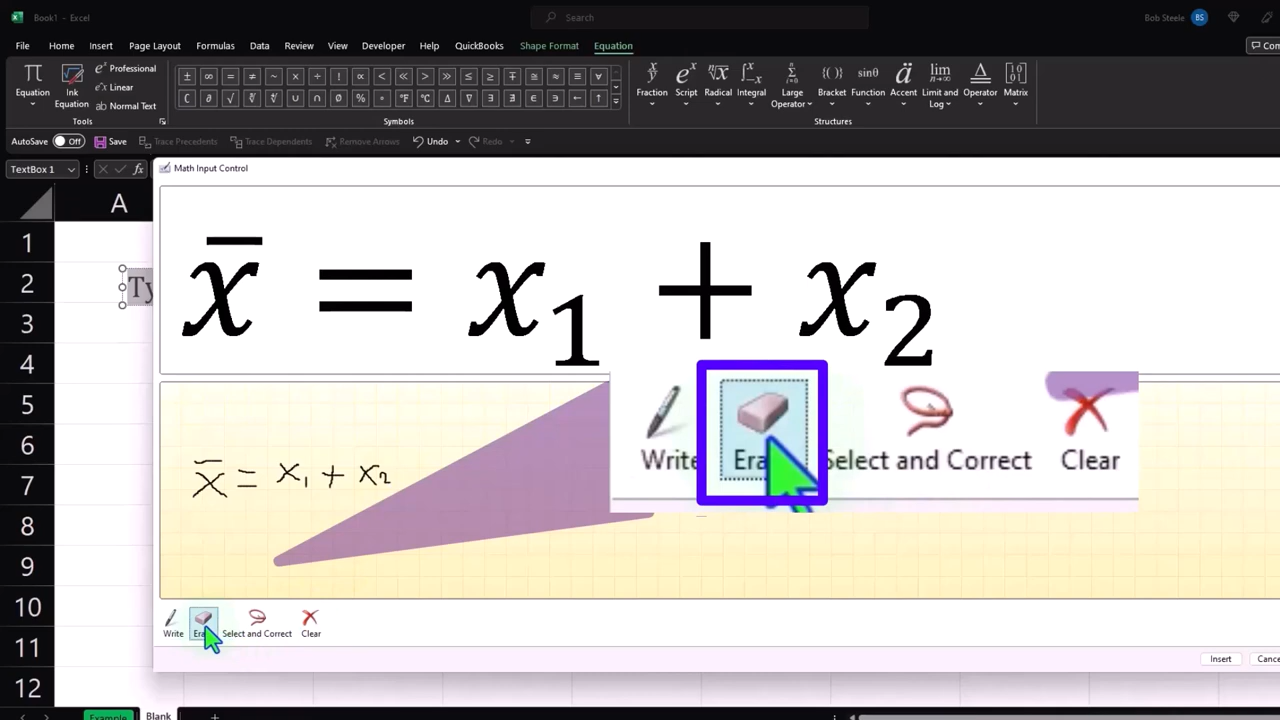 Book1 – Excel
Search
Bob Steele BS
File Home Insert Page Layout Formulas Data Review View Developer Help QuickBooks Shape Format Equation
Equation
Ink Equation
Professional
Linear
Normal Text
Tools
± ∞ = ≠ ~ × ÷ ! ∝ < ≪ > ≫ ≤ ≥ ∓ ≅ ≈ ≡ ∀
∁ ∂ √ ∛ ∜ ∪ ∩ ∅ % ° °F °C ∆ ∇ ∃ ∄ ∈ ∋ ← ↑
Symbols
Fraction Script Radical Integral Large Operator Bracket Function Accent Limit and Log Operator Matrix
Structures
AutoSave Off Save Trace Precedents Trace Dependents Remove Arrows Undo Redo
TextBox 1 fx
Math Input Control
A
1
2
3
4
5
6
7
8
9
10
11
12
Ty
x̅ = x₁ + x₂
Write Era Select and Correct Clear
x̅ = x₁ + x₂
Write Era Select and Correct Clear
Insert Cance
Example Blank